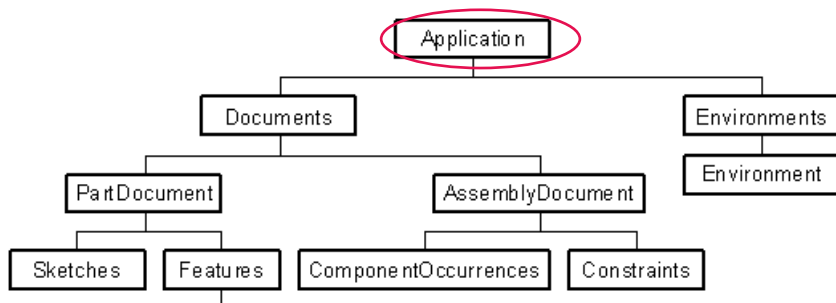 Application
Documents
Environments
PartDocument
AssemblyDocument
Environment
Sketches
Features
ComponentOccurrences
Constraints